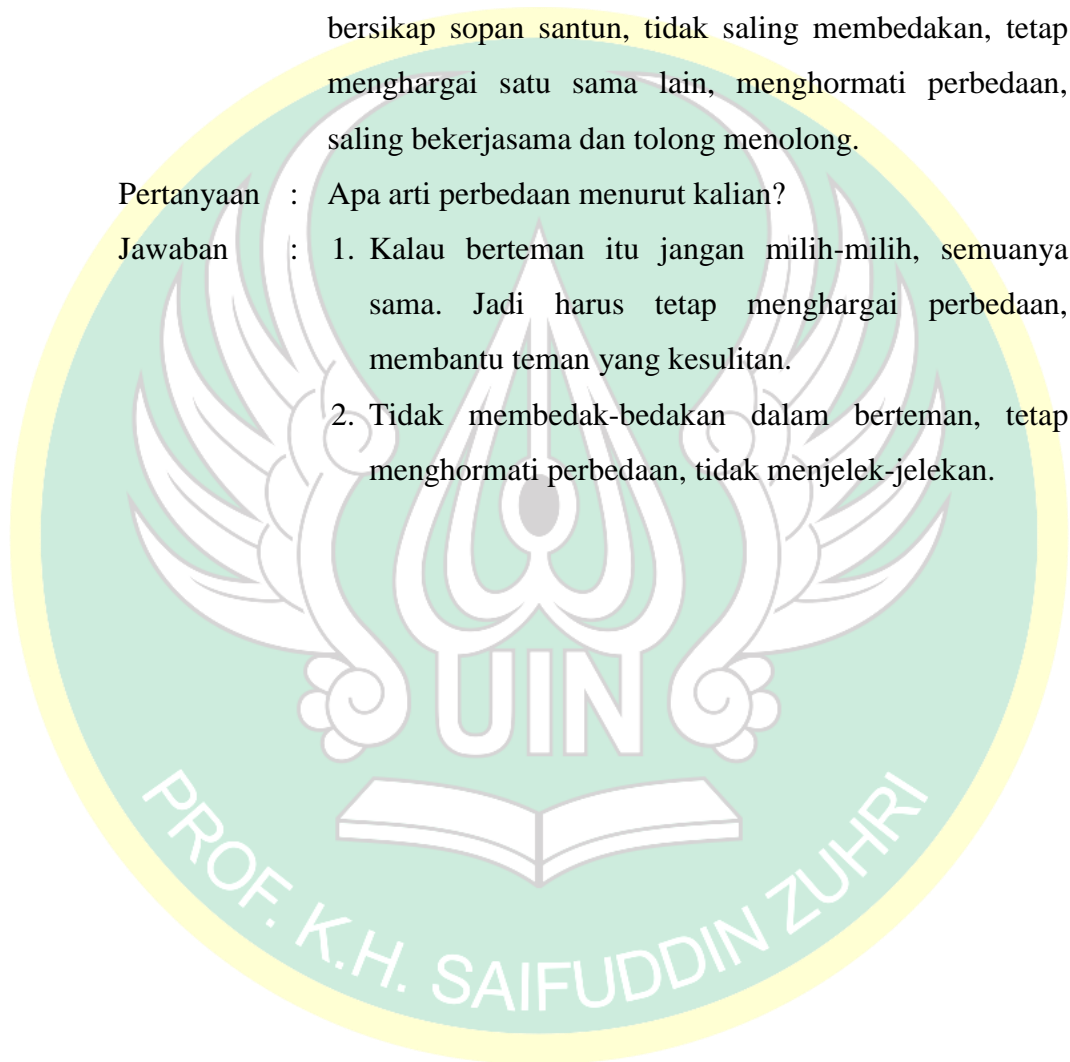 bersikap sopan santun, tidak saling membedakan, tetap
menghargai satu sama lain, menghormati perbedaan,
saling bekerjasama dan tolong menolong.
Pertanyaan : Apa arti perbedaan menurut kalian?
Jawaban : 1. Kalau berteman itu jangan milih-milih, semuanya
sama. Jadi harus tetap menghargai perbedaan,
membantu teman yang kesulitan.
2. Tidak membedak-bedakan dalam berteman, tetap
menghormati perbedaan, tidak menjelek-jelekan.
UIN
PROF. K.H. SAIFUDDIN ZUHRI